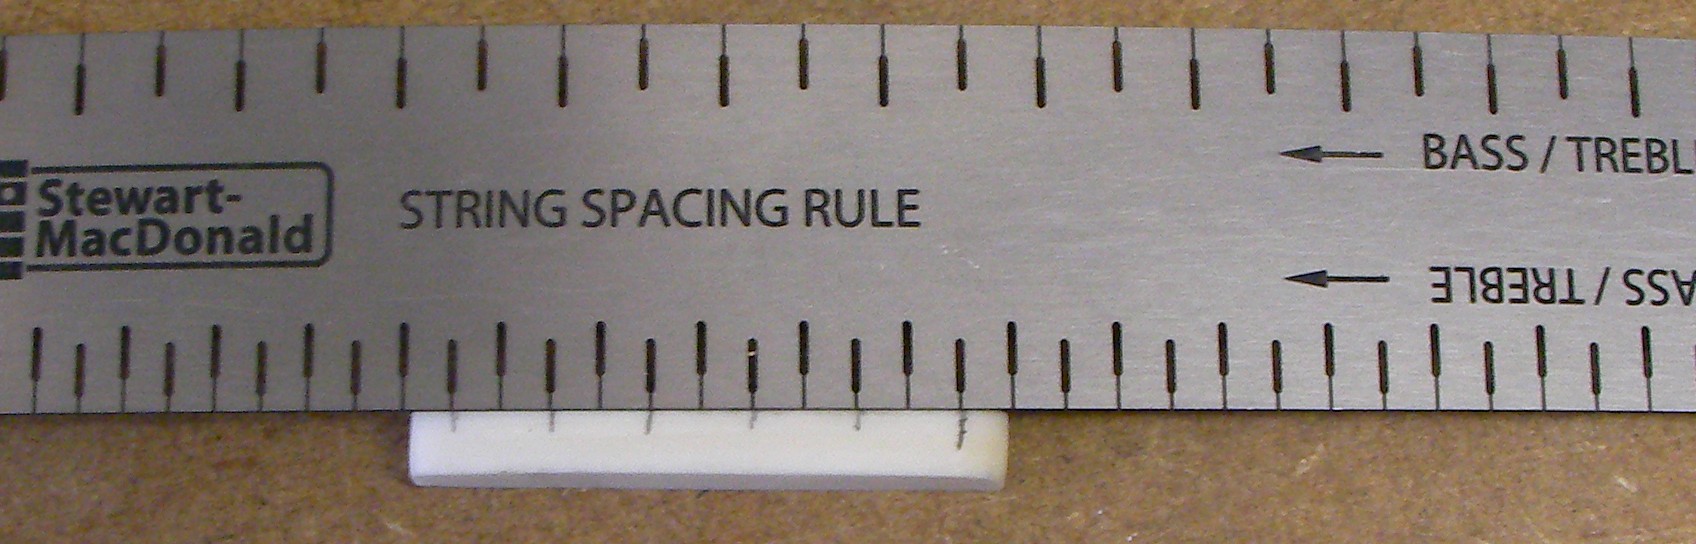 BASS / TREBL
Stewart-
MacDonald
STRING SPACING RULE
ASS / TREBLE